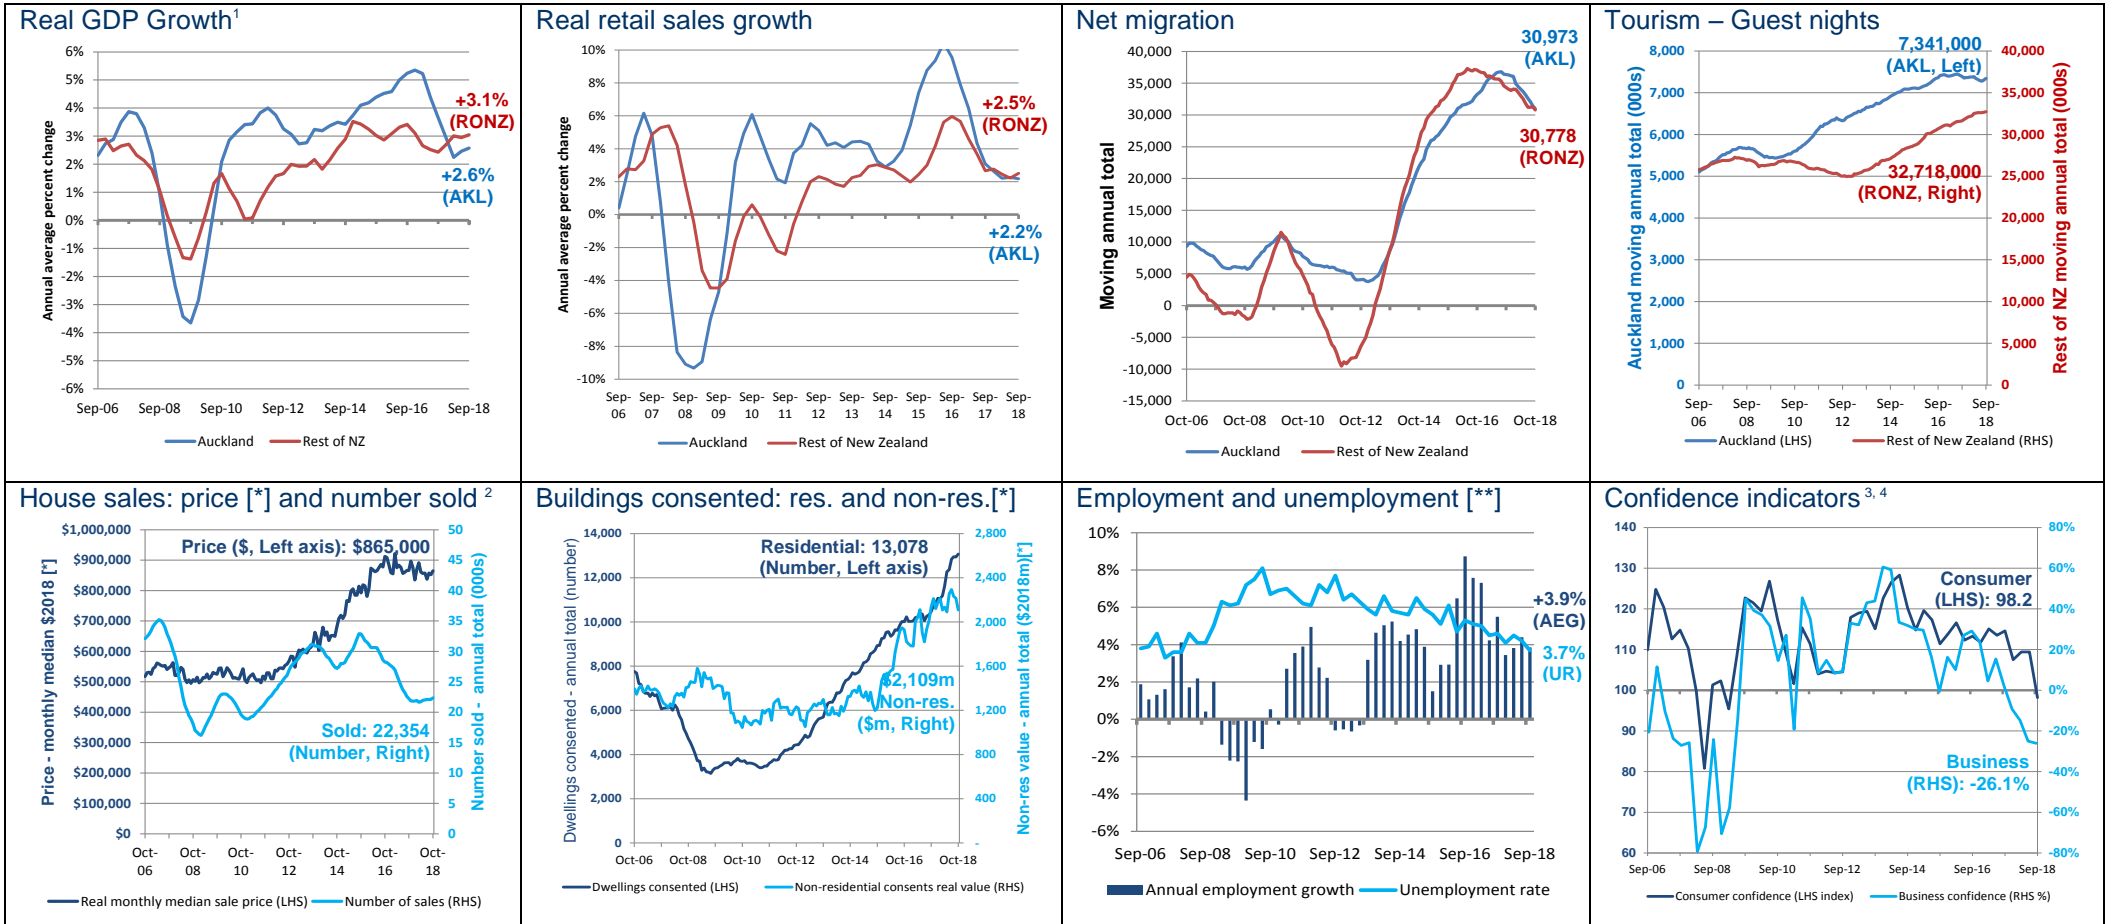 Real GDP Growth1
6%
5%
4%
3%
2%
1%
0%
-1%
-2%
-3%
-4%
-5%
-6%
Annual average percent change
+3.1%
(RONZ)
+2.6%
(AKL)
Sep-06 Sep-08 Sep-10 Sep-12 Sep-14 Sep-16 Sep-18
Auckland Rest of NZ
Real retail sales growth
10%
8%
6%
4%
2%
0%
-2%
-4%
-6%
-8%
-10%
Annual average percent change
+2.5%
(RONZ)
+2.2%
(AKL)
Sep- Sep- Sep- Sep- Sep- Sep- Sep- Sep- Sep- Sep- Sep- Sep- Sep-
06 07 08 09 10 11 12 13 14 15 16 17 18
Auckland Rest of New Zealand
Net migration
40,000
35,000
30,000
25,000
20,000
15,000
10,000
5,000
0
-5,000
-10,000
-15,000
Moving annual total
30,973
(AKL)
30,778
(RONZ)
Oct-06 Oct-08 Oct-10 Oct-12 Oct-14 Oct-16 Oct-18
Auckland Rest of New Zealand
Tourism – Guest nights
8,000
7,000
6,000
5,000
4,000
3,000
2,000
1,000
0
Auckland moving annual total (000s)
7,341,000
(AKL, Left)
32,718,000
(RONZ, Right)
40,000
35,000
30,000
25,000
20,000
15,000
10,000
5,000
0
Rest of NZ moving annual total (000s)
Sep- Sep- Sep- Sep- Sep- Sep- Sep-
06 08 10 12 14 16 18
Auckland (LHS) Rest of New Zealand (RHS)
House sales: price [*] and number sold 2
$1,000,000
$900,000
$800,000
$700,000
$600,000
$500,000
$400,000
$300,000
$200,000
$100,000
$0
Price - monthly median $2018 [*]
Price ($, Left axis): $865,000
Sold: 22,354
(Number, Right)
50
45
40
35
30
25
20
15
10
5
0
Number sold - annual total (000s)
Oct- Oct- Oct- Oct- Oct- Oct- Oct-
06 08 10 12 14 16 18
Real monthly median sale price (LHS) Number of sales (RHS)
Buildings consented: res. and non-res.[*]
14,000
12,000
10,000
8,000
6,000
4,000
2,000
0
Dwellings consented - annual total (number)
Residential: 13,078
(Number, Left axis)
$2,109m
Non-res.
($m, Right)
2,800
2,400
2,000
1,600
1,200
800
400
-
Non-res value - annual total ($2018m)[*]
Oct-06 Oct-08 Oct-10 Oct-12 Oct-14 Oct-16 Oct-18
Dwellings consented (LHS) Non-residential consents real value (RHS)
Employment and unemployment [**]
10%
8%
6%
4%
2%
0%
-2%
-4%
-6%
+3.9%
(AEG)
3.7%
(UR)
Sep-06 Sep-08 Sep-10 Sep-12 Sep-14 Sep-16 Sep-18
Annual employment growth Unemployment rate
Confidence indicators 3, 4
140
130
120
110
100
90
80
70
60
Consumer
(LHS): 98.2
Business
(RHS): -26.1%
80%
60%
40%
20%
0%
-20%
-40%
-60%
-80%
Sep-06 Sep-08 Sep-10 Sep-12 Sep-14 Sep-16 Sep-18
Consumer confidence (LHS index) Business confidence (RHS %)